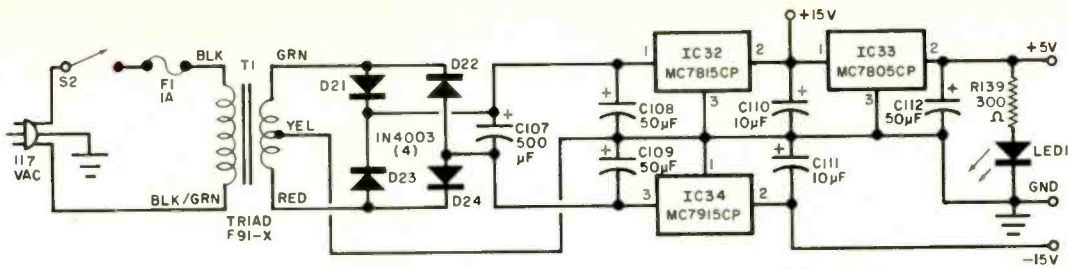 S2
F1
1A
BLK
T1
GRN
117
VAC
BLK/GRN
TRIAD
F91-X
YEL
RED
D21
D22
1N4003
(4)
D23
D24
+
C107
500
µF
+
C108
50µF
C109
50µF
1
IC32
MC7815CP
2
3
+15V
+
C110
10µF
+
C111
10µF
1
3
IC34
MC7915CP
2
1
IC33
MC7805CP
2
3
+
C112
50µF
R139
300
Ω
LED1
+5V
GND
-15V